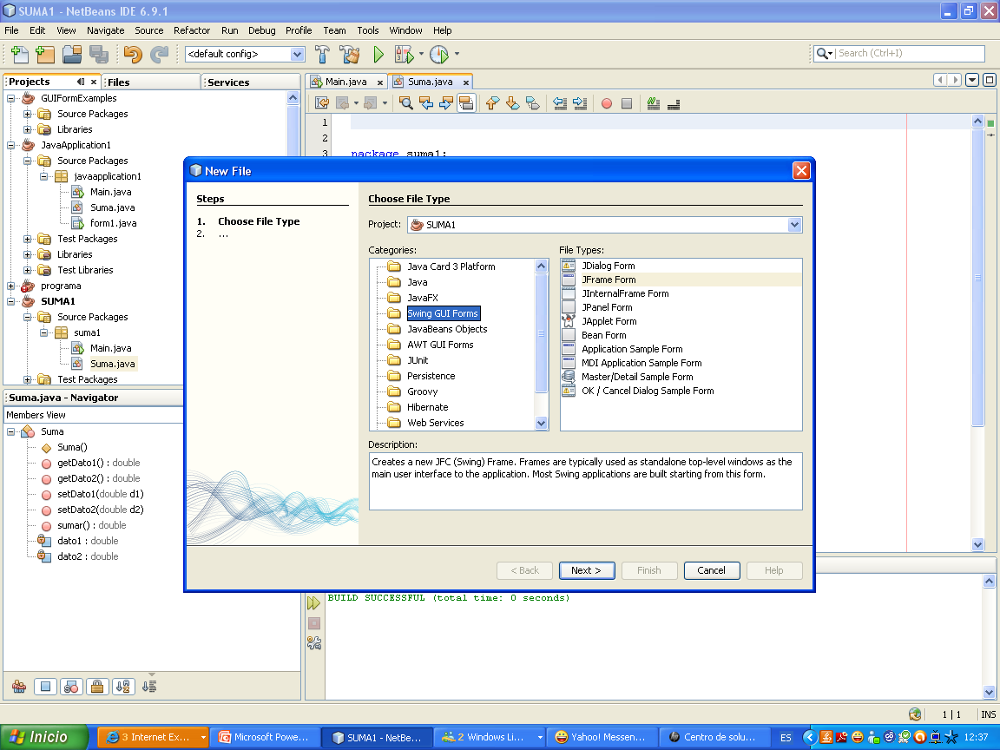 SUMA1 - NetBeans IDE 6.9.1
File Edit View Navigate Source Refactor Run Debug Profile Team Tools Window Help
<default config>
Search (Ctrl+I)
Projects
Files
Services
GUIFormExamples
Source Packages
Libraries
JavaApplication1
Source Packages
javaapplication1
Main.java
Suma.java
form1.java
Test Packages
Libraries
Test Libraries
programa
SUMA1
Source Packages
suma1
Main.java
Suma.java
Test Packages
Suma.java - Navigator
Members View
Suma
Suma()
getDato1() : double
getDato2() : double
setDato1(double d1)
setDato2(double d2)
sumar() : double
dato1 : double
dato2 : double
Main.java
Suma.java
1
2
3 package suma1;
New File
Steps
1. Choose File Type
2. ...
Choose File Type
Project: SUMA1
Categories:
Java Card 3 Platform
Java
JavaFX
Swing GUI Forms
JavaBeans Objects
AWT GUI Forms
JUnit
Persistence
Groovy
Hibernate
Web Services
File Types:
JDialog Form
JFrame Form
JInternalFrame Form
JPanel Form
JApplet Form
Bean Form
Application Sample Form
MDI Application Sample Form
Master/Detail Sample Form
OK / Cancel Dialog Sample Form
Description:
Creates a new JFC (Swing) Frame. Frames are typically used as standalone top-level windows as the
main user interface to the application. Most Swing applications are built starting from this form.
< Back
Next >
Finish
Cancel
Help
BUILD SUCCESSFUL (total time: 0 seconds)
1 | 1 INS
Inicio
3 Internet Ex...
Microsoft Powe...
SUMA1 - NetBe...
2 Windows Li...
Yahoo! Messen...
Centro de solu...
ES
12:37